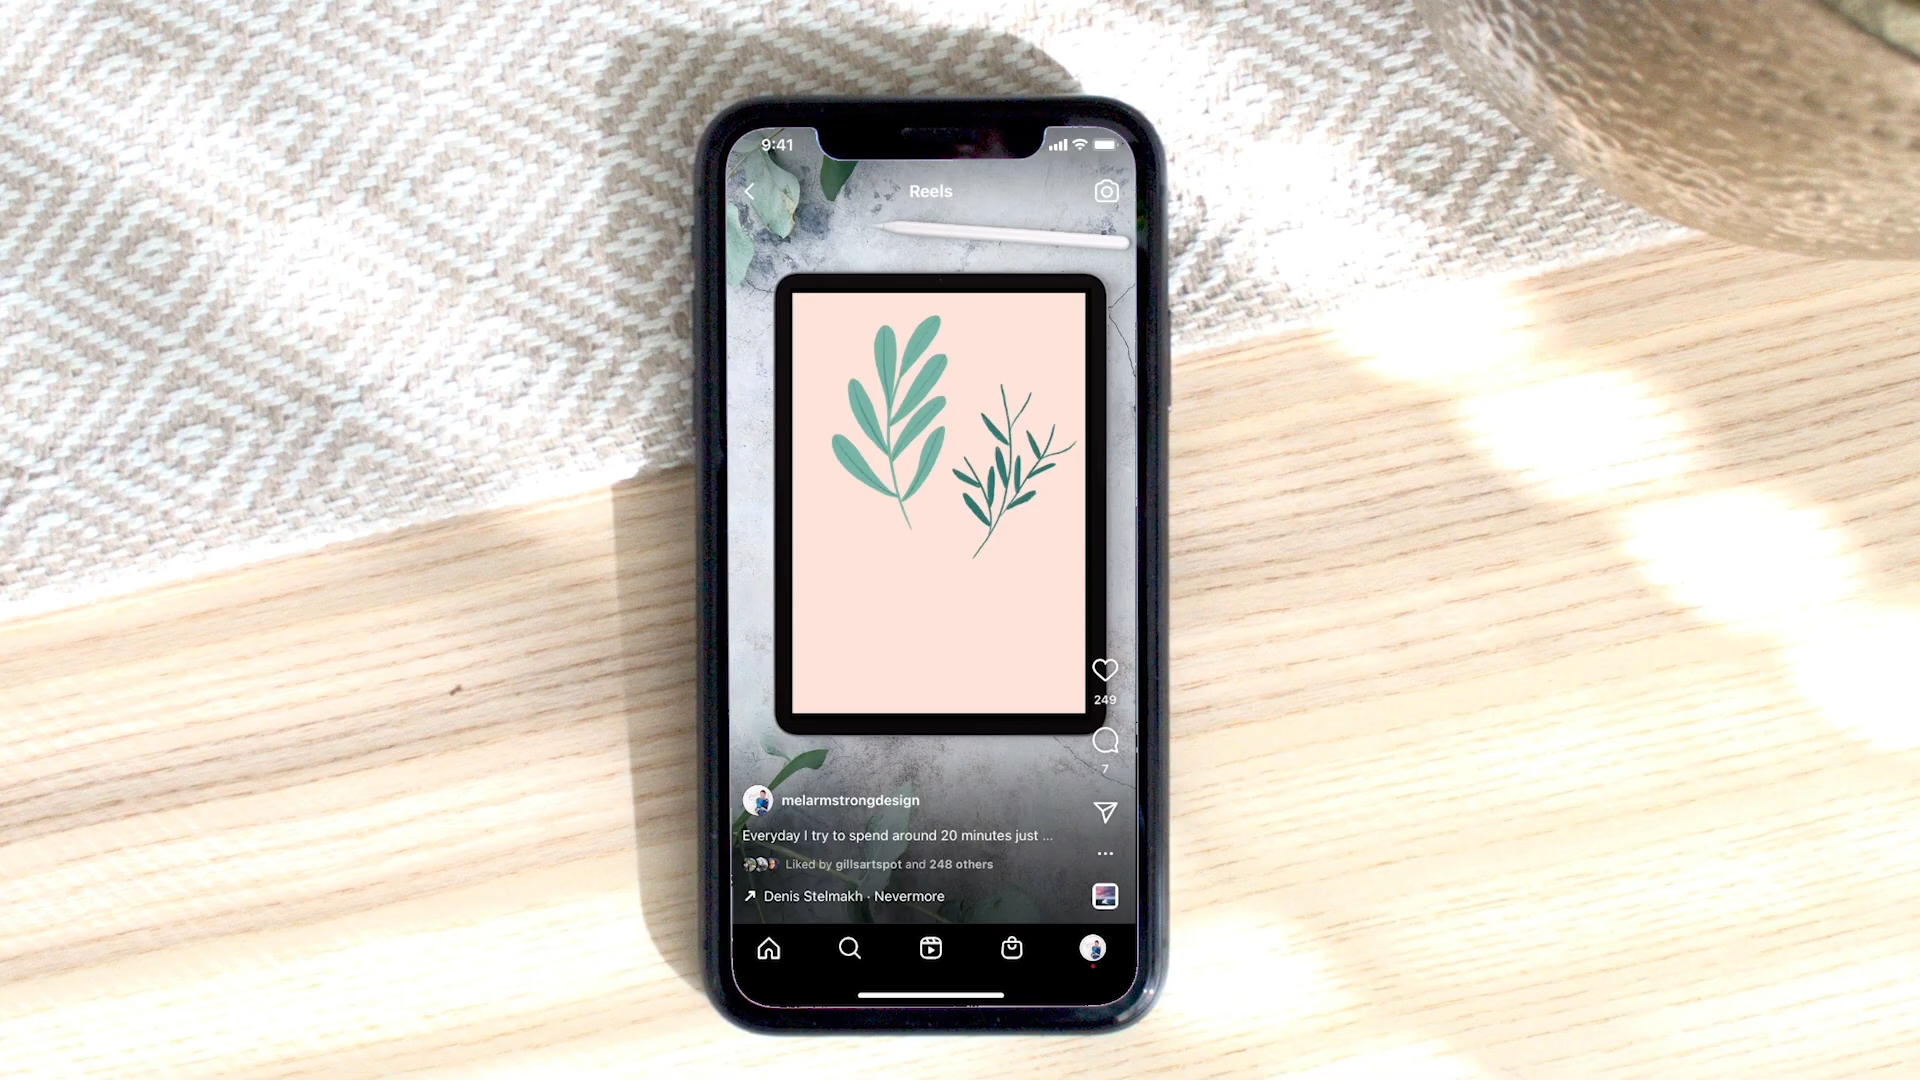 9:41
Reels
249
7
melarmstrongdesign
Everyday I try to spend around 20 minutes just ...
Liked by gillsartspot and 248 others
Denis Stelmakh · Nevermore